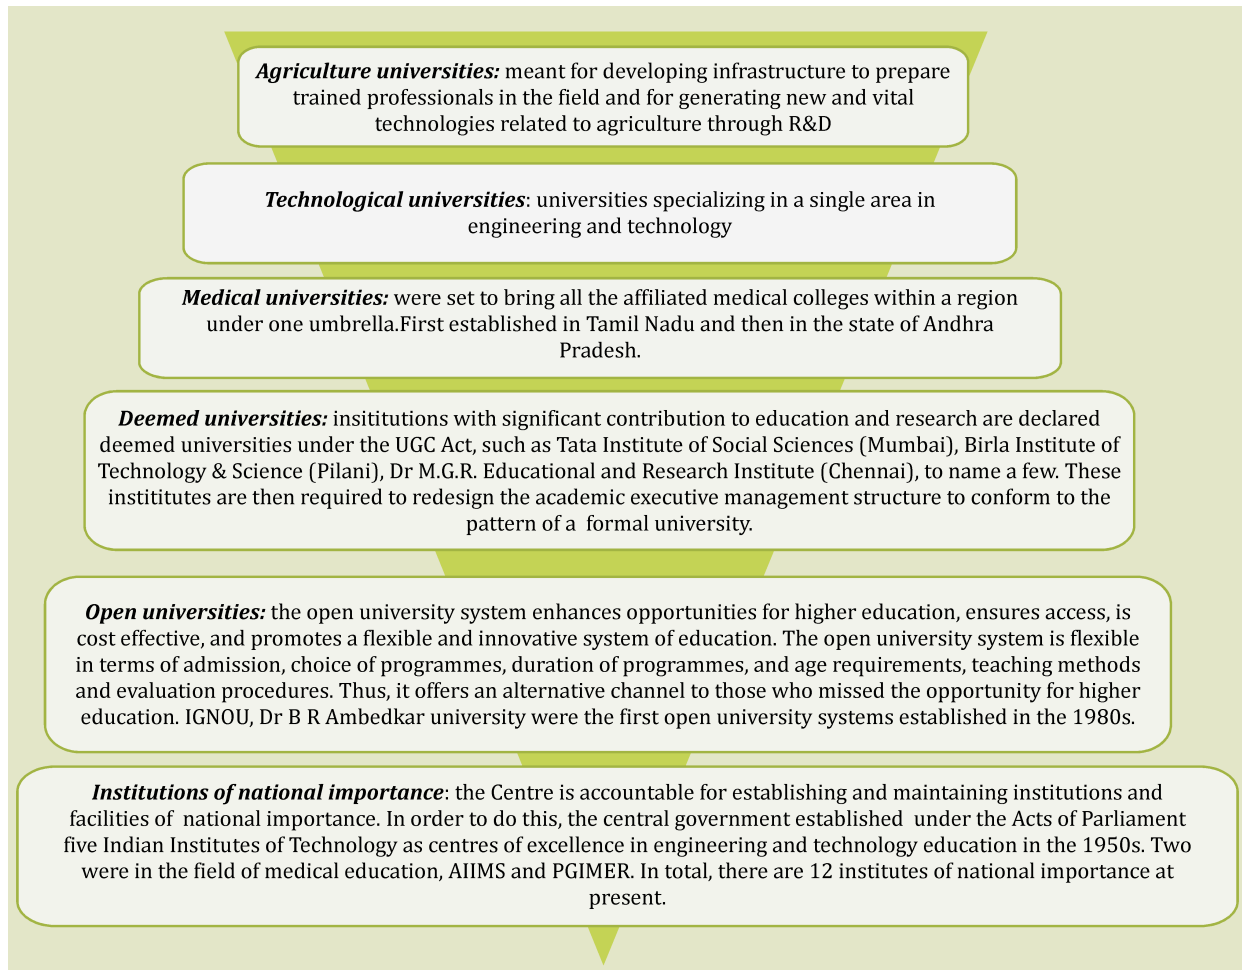 Agriculture universities: meant for developing infrastructure to prepare
trained professionals in the field and for generating new and vital
technologies related to agriculture through R&D
Technological universities: universities specializing in a single area in
engineering and technology
Medical universities: were set to bring all the affiliated medical colleges within a region
under one umbrella.First established in Tamil Nadu and then in the state of Andhra
Pradesh.
Deemed universities: insititutions with significant contribution to education and research are declared
deemed universities under the UGC Act, such as Tata Institute of Social Sciences (Mumbai), Birla Institute of
Technology & Science (Pilani), Dr M.G.R. Educational and Research Institute (Chennai), to name a few. These
instititutes are then required to redesign the academic executive management structure to conform to the
pattern of a formal university.
Open universities: the open university system enhances opportunities for higher education, ensures access, is
cost effective, and promotes a flexible and innovative system of education. The open university system is flexible
in terms of admission, choice of programmes, duration of programmes, and age requirements, teaching methods
and evaluation procedures. Thus, it offers an alternative channel to those who missed the opportunity for higher
education. IGNOU, Dr B R Ambedkar university were the first open university systems established in the 1980s.
Institutions of national importance: the Centre is accountable for establishing and maintaining institutions and
facilities of national importance. In order to do this, the central government established under the Acts of Parliament
five Indian Institutes of Technology as centres of excellence in engineering and technology education in the 1950s. Two
were in the field of medical education, AIIMS and PGIMER. In total, there are 12 institutes of national importance at
present.